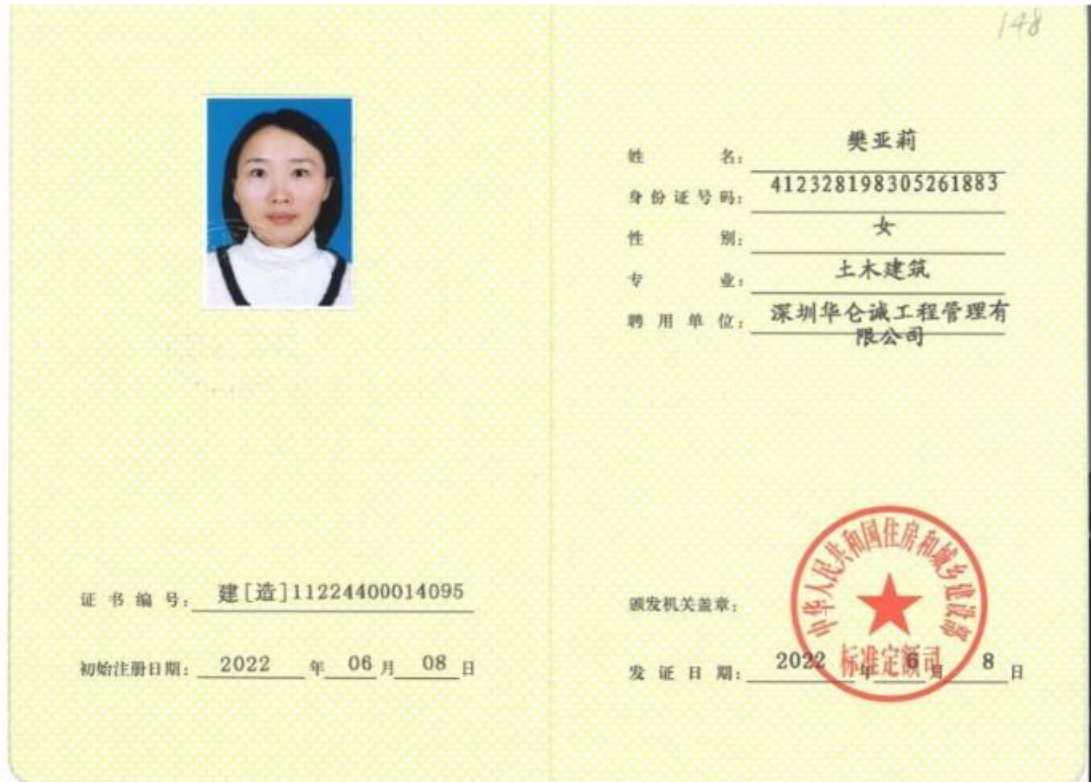 148
姓 名： 樊亚莉
身份证号码： 412328198305261883
性 别： 女
专 业： 土木建筑
聘用单位： 深圳华仑诚工程管理有
限公司
证书编号： 建[造]11224400014095
初始注册日期： 2022 年 06 月 08 日
颁发机关盖章：
中华人民共和国住房和城乡建设部
标准定额司
发证日期： 2022 年 6 月 8 日